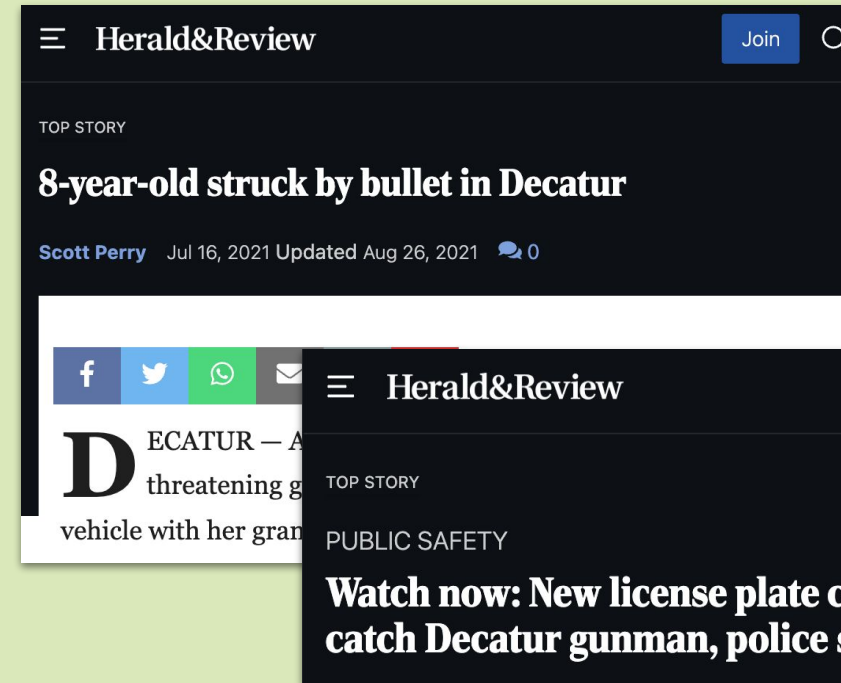 Herald&Review
Join
TOP STORY
8-year-old struck by bullet in Decatur
Scott Perry Jul 16, 2021 Updated Aug 26, 2021 0
f
DECATUR — A
threatening g
vehicle with her gran
Herald&Review
TOP STORY
PUBLIC SAFETY
Watch now: New license plate c
catch Decatur gunman, police s